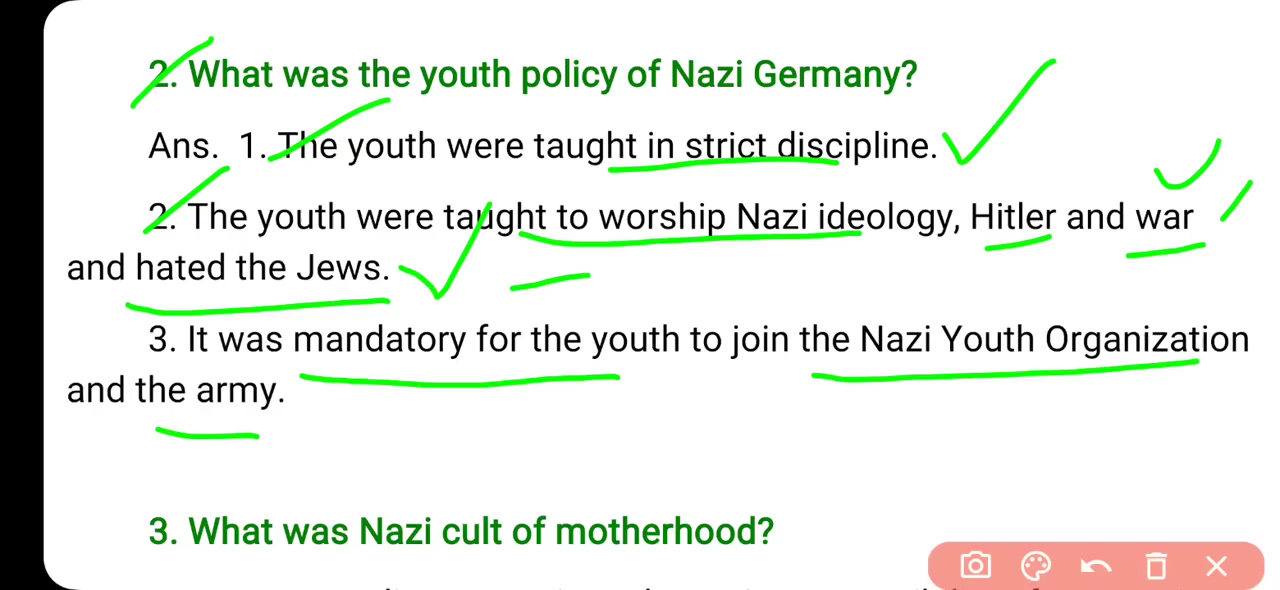 2. What was the youth policy of Nazi Germany?
Ans. 1. The youth were taught in strict discipline.
2. The youth were taught to worship Nazi ideology, Hitler and war
and hated the Jews.
3. It was mandatory for the youth to join the Nazi Youth Organization
and the army.
3. What was Nazi cult of motherhood?